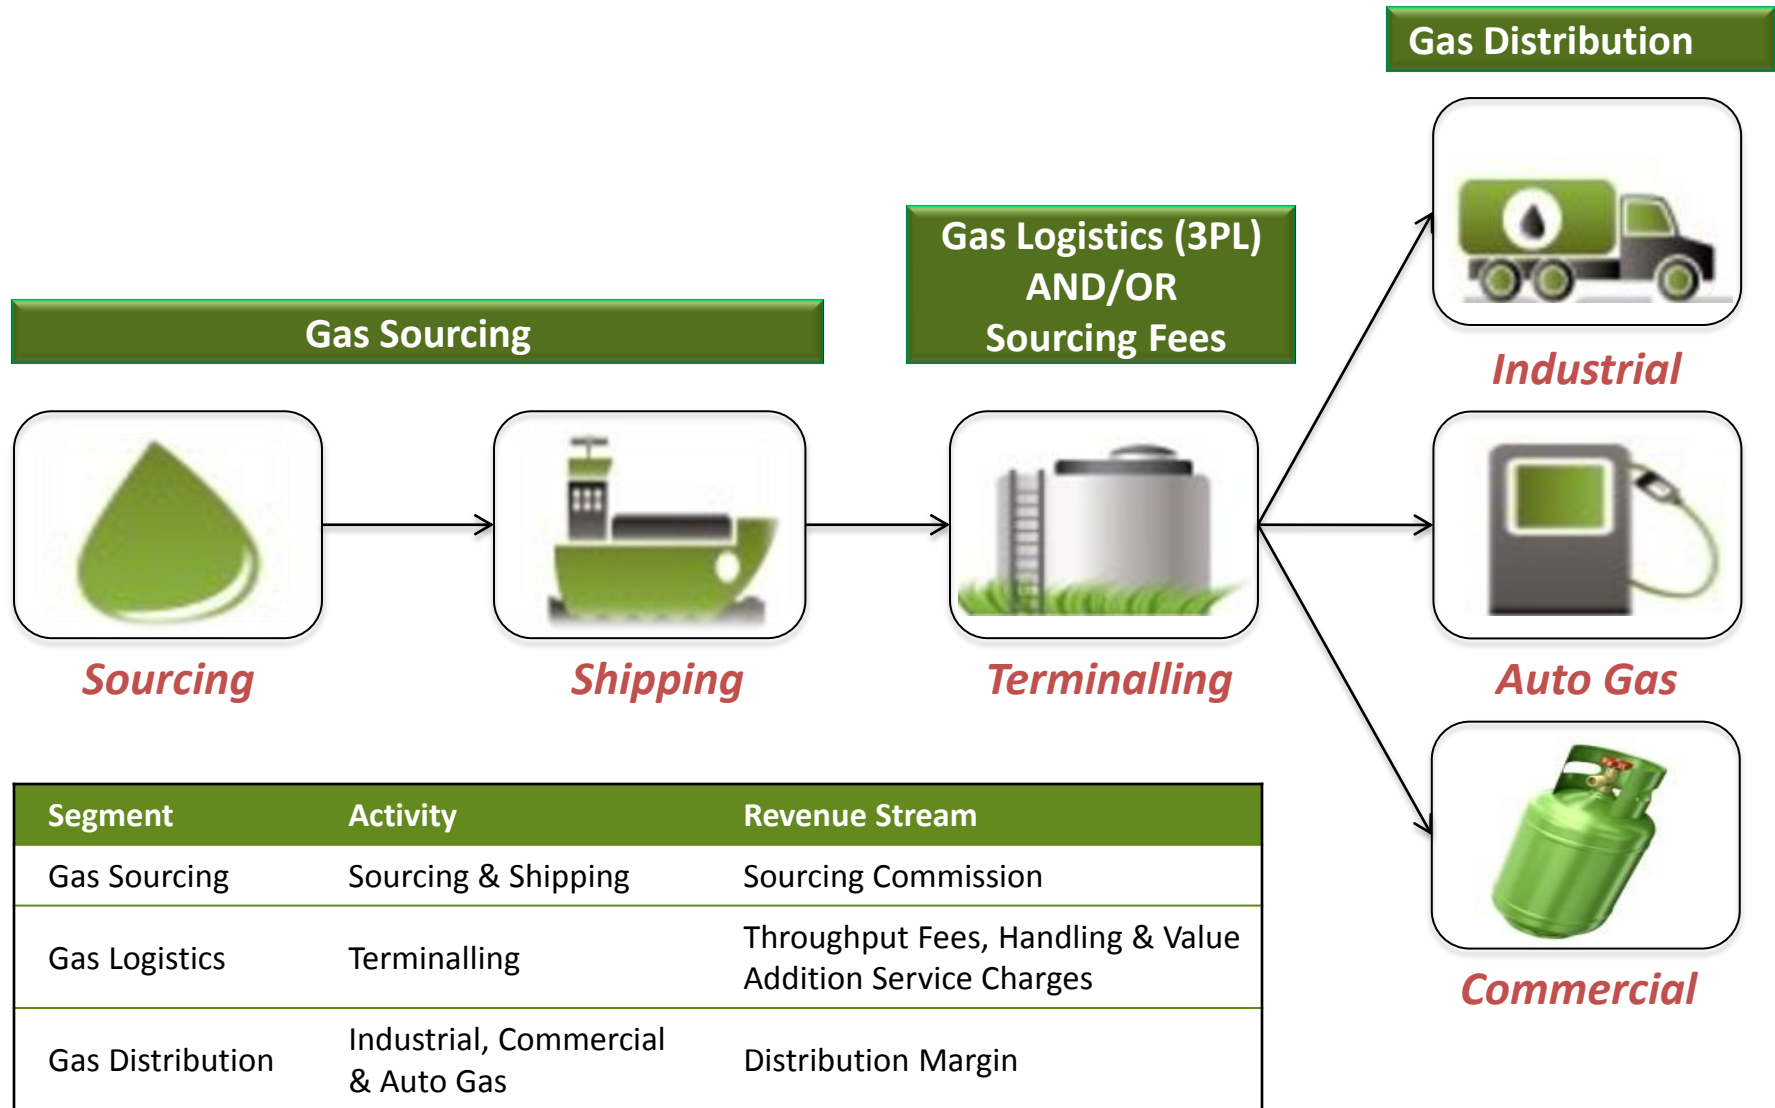 Gas Distribution
Gas Logistics (3PL)
AND/OR
Sourcing Fees
Gas Sourcing
Industrial
Sourcing
Shipping
Terminalling
Auto Gas
Commercial
Segment Activity Revenue Stream
Gas Sourcing Sourcing & Shipping Sourcing Commission
Gas Logistics Terminalling Throughput Fees, Handling & Value
Addition Service Charges
Gas Distribution Industrial, Commercial
& Auto Gas Distribution Margin